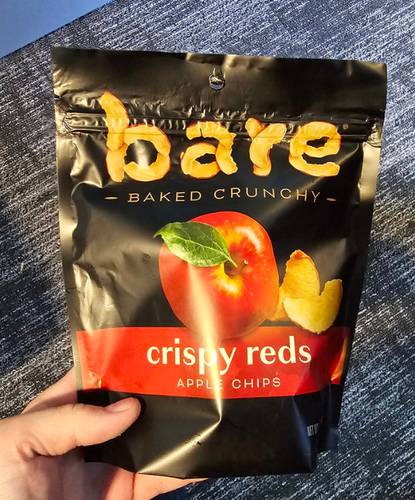 bare
- BAKED CRUNCHY -
crispy reds
APPLE CHIPS